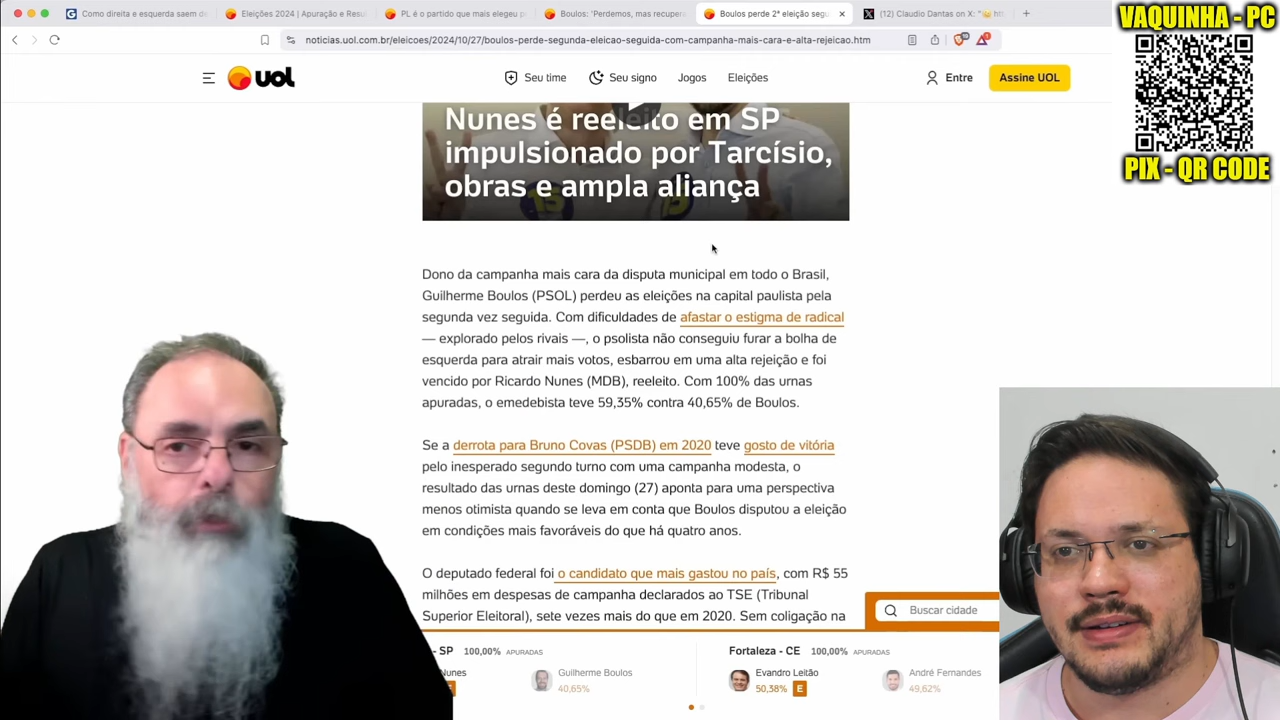 Como direita e esquerda saem d
Eleições 2024 | Apuração e Resul
PL é o partido que mais elegeu p
Boulos: "Perdemos, mas recupera
Boulos perde 2ª eleição segu
(12) Claudio Dantas on X:
noticias.uol.com.br/eleicoes/2024/10/27/boulos-perde-segunda-eleicao-seguida-com-campanha-mais-cara-e-alta-rejeicao.htm
UOL
Seu time
Seu signo
Jogos
Eleições
Entre
Assine UOL
VAQUINHA - PC
PIX - QR CODE
Nunes é reeleito em SP
impulsionado por Tarcísio,
obras e ampla aliança
Dono da campanha mais cara da disputa municipal em todo o Brasil,
Guilherme Boulos (PSOL) perdeu as eleições na capital paulista pela
segunda vez seguida. Com dificuldades de afastar o estigma de radical
— explorado pelos rivais —, o psolista não conseguiu furar a bolha de
esquerda para atrair mais votos, esbarrou em uma alta rejeição e foi
vencido por Ricardo Nunes (MDB), reeleito. Com 100% das urnas
apuradas, o emedebista teve 59,35% contra 40,65% de Boulos.
Se a derrota para Bruno Covas (PSDB) em 2020 teve gosto de vitória
pelo inesperado segundo turno com uma campanha modesta, o
resultado das urnas deste domingo (27) aponta para uma perspectiva
menos otimista quando se leva em conta que Boulos disputou a eleição
em condições mais favoráveis do que há quatro anos.
O deputado federal foi o candidato que mais gastou no país, com R$ 55
milhões em despesas de campanha declarados ao TSE (Tribunal
Superior Eleitoral), sete vezes mais do que em 2020. Sem coligação na
Buscar cidade
- SP 100,00% APURADAS
Nunes
Guilherme Boulos
40,65%
Fortaleza - CE 100,00% APURADAS
Evandro Leitão
50,38% E
André Fernandes
49,62%